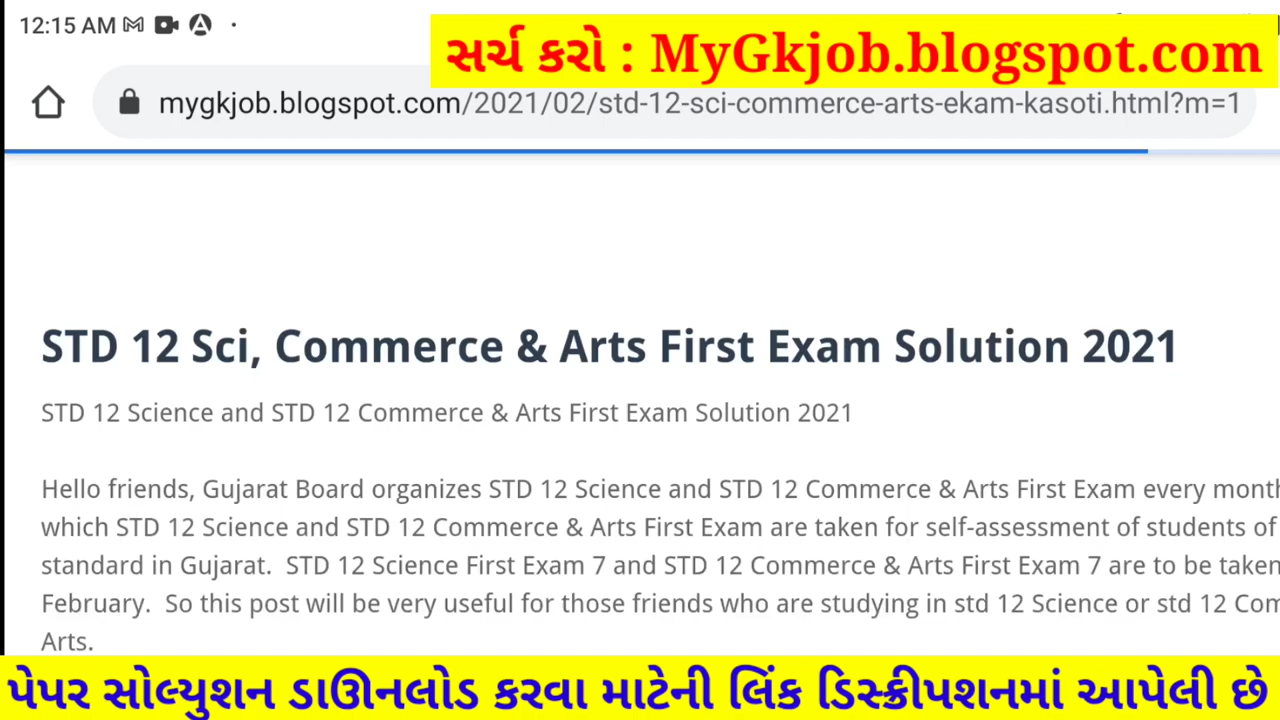 12:15 AM
સર્ચ કરો : MyGkjob.blogspot.com
mygkjob.blogspot.com/2021/02/std-12-sci-commerce-arts-ekam-kasoti.html?m=1
STD 12 Sci, Commerce & Arts First Exam Solution 2021
STD 12 Science and STD 12 Commerce & Arts First Exam Solution 2021
Hello friends, Gujarat Board organizes STD 12 Science and STD 12 Commerce & Arts First Exam every month
which STD 12 Science and STD 12 Commerce & Arts First Exam are taken for self-assessment of students of
standard in Gujarat. STD 12 Science First Exam 7 and STD 12 Commerce & Arts First Exam 7 are to be taken
February. So this post will be very useful for those friends who are studying in std 12 Science or std 12 Com
Arts.
પેપર સોલ્યુશન ડાઊનલોડ કરવા માટેની લિંક ડિસ્ક્રીપશનમાં આપેલી છે